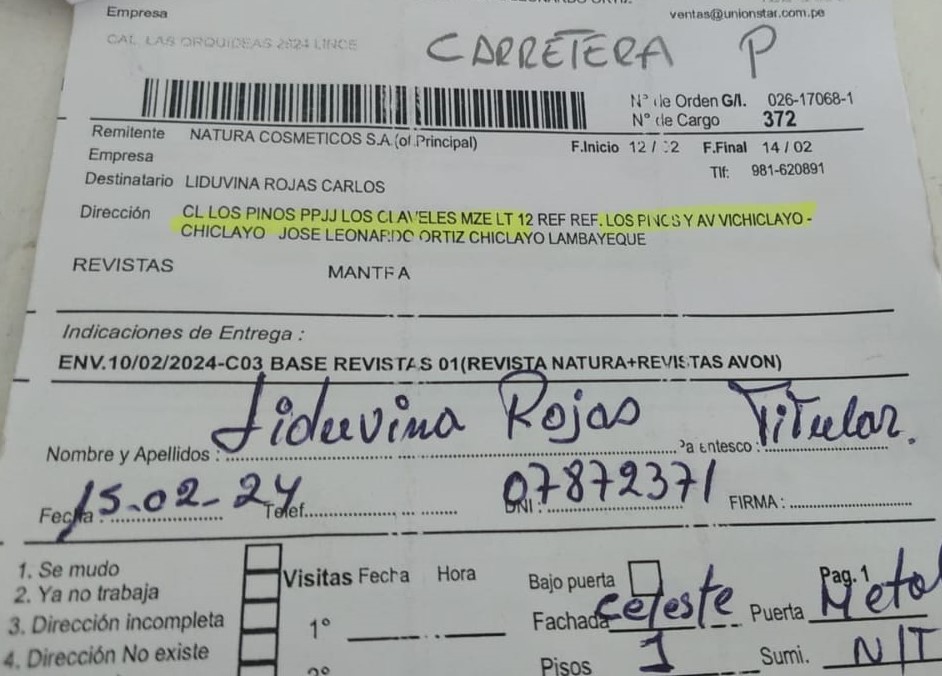 Empresa
ventas@unionstar.com.pe
CAL LAS ORQUIDEAS 2624 LINCE
CARRETERA P
N° de Orden G/I. 026-17068-1
N° de Cargo 372
Remitente NATURA COSMETICOS S.A.(of.Principal)
F.Inicio 12/02 F.Final 14/02
Empresa
Tlf: 981-620891
Destinatario LIDUVINA ROJAS CARLOS
Dirección CL LOS PINOS PPJJ LOS CLAVELES MZE LT 12 REF REF. LOS PINOS Y AV VICHICLAYO -
CHICLAYO JOSE LEONARDO ORTIZ CHICLAYO LAMBAYEQUE
REVISTAS MANTRA
Indicaciones de Entrega :
ENV.10/02/2024-C03 BASE REVISTAS 01(REVISTA NATURA+REVISTAS AVON)
Nombre y Apellidos : Liduvina Rojas Parentesco : Titular.
Fecha : 15-02-24 Telef. DNI : 07872371 FIRMA :
1. Se mudo
2. Ya no trabaja
3. Dirección incompleta
4. Dirección No existe
Visitas Fecha Hora
1°
2°
Bajo puerta Pag. 1
Fachada celeste Puerta Metal
Pisos 1 Sumi. N/T